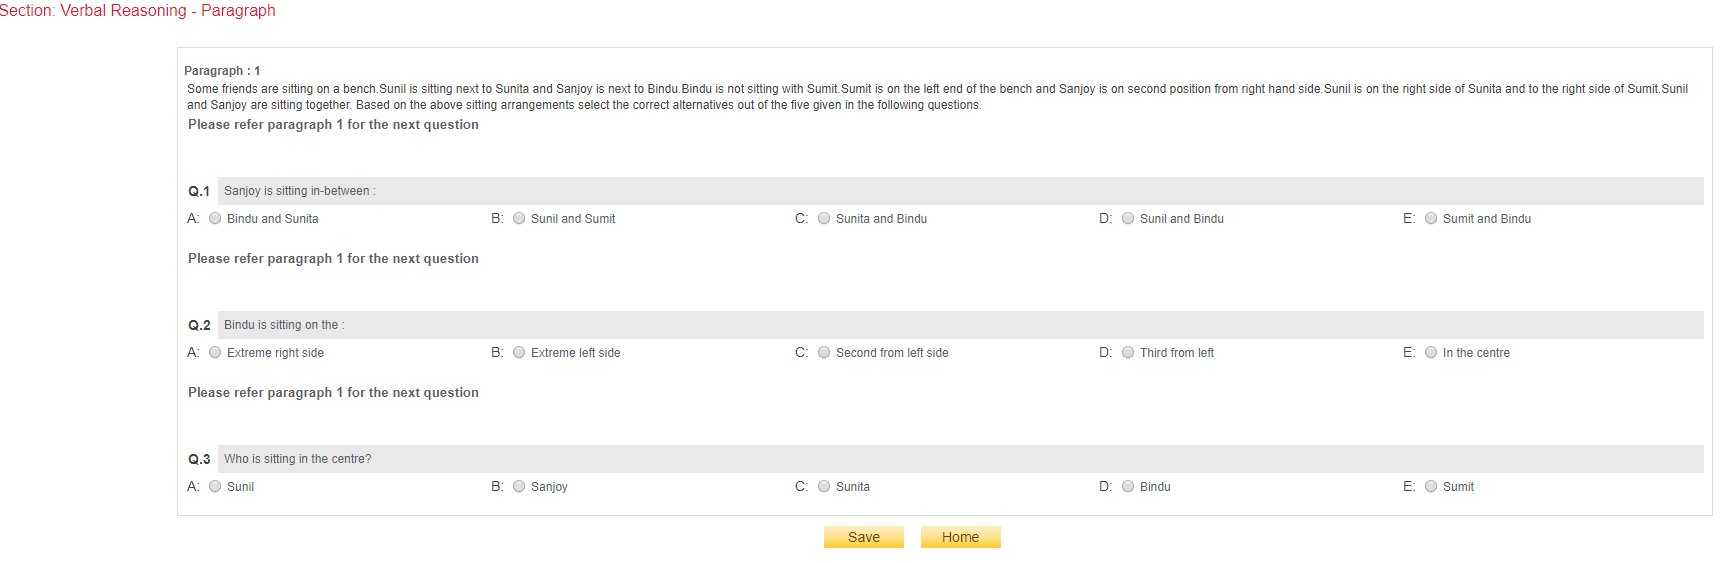 Section: Verbal Reasoning - Paragraph
Paragraph : 1
Some friends are sitting on a bench.Sunil is sitting next to Sunita and Sanjoy is next to Bindu.Bindu is not sitting with Sumit.Sumit is on the left end of the bench and Sanjoy is on second position from right hand side.Sunil is on the right side of Sunita and to the right side of Sumit.Sunil
and Sanjoy are sitting together. Based on the above sitting arrangements select the correct alternatives out of the five given in the following questions.
Please refer paragraph 1 for the next question
Q.1 Sanjoy is sitting in-between :
A: Bindu and Sunita B: Sunil and Sumit C: Sunita and Bindu D: Sunil and Bindu E: Sumit and Bindu
Please refer paragraph 1 for the next question
Q.2 Bindu is sitting on the :
A: Extreme right side B: Extreme left side C: Second from left side D: Third from left E: In the centre
Please refer paragraph 1 for the next question
Q.3 Who is sitting in the centre?
A: Sunil B: Sanjoy C: Sunita D: Bindu E: Sumit
Save Home